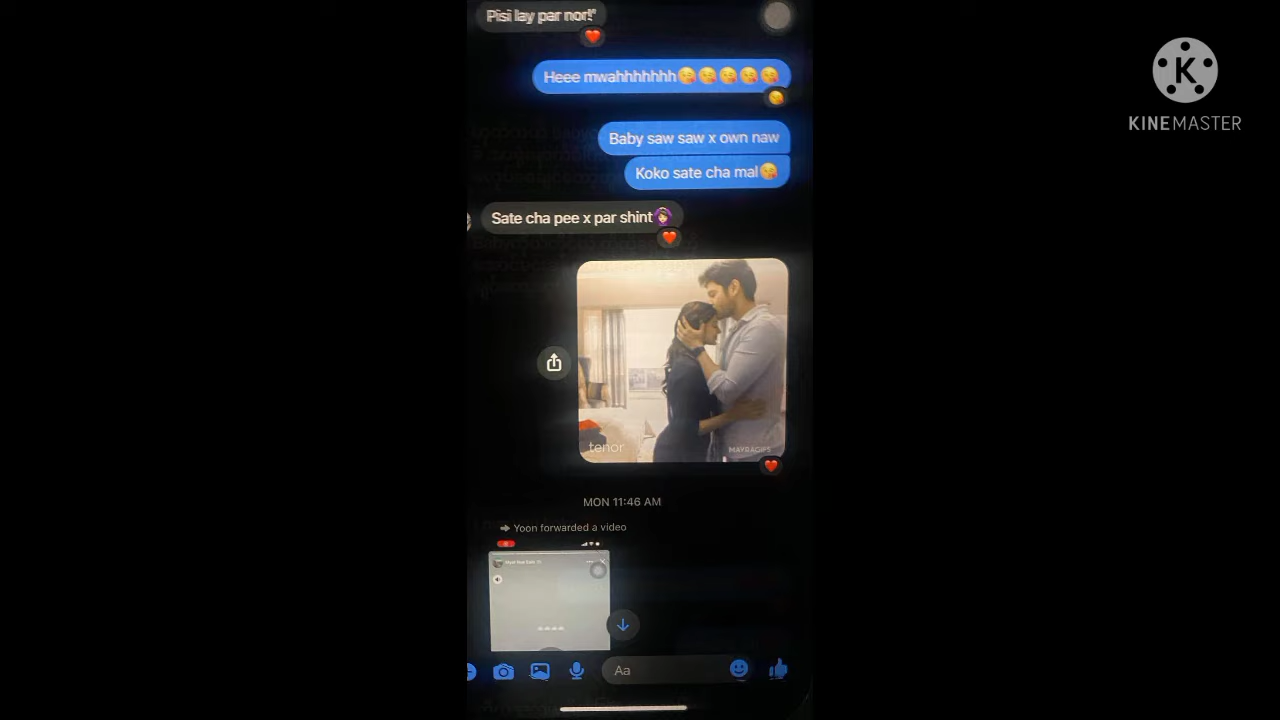 Pisi lay par nor!"
Heee mwahhhhhhh😘😘😘😘😘
Baby saw saw x own naw
Koko sate cha mal😘
Sate cha pee x par shint
tenor
MAYRAGIFS
MON 11:46 AM
Yoon forwarded a video
Aa
KINEMASTER